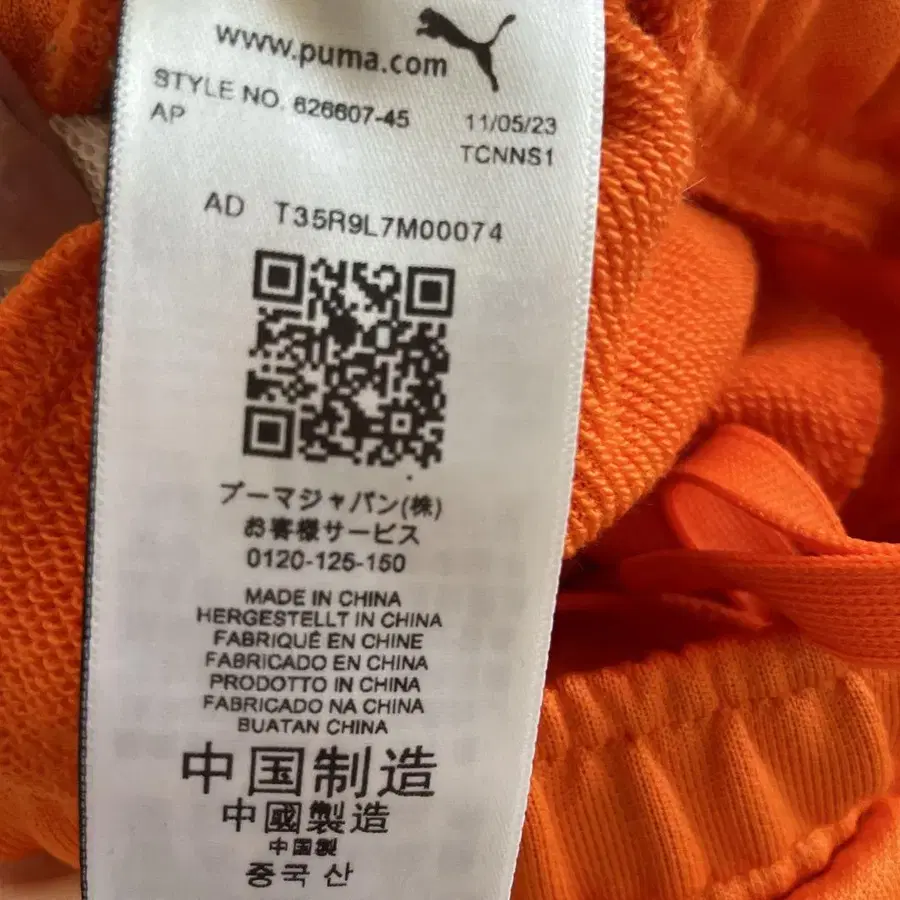 www.puma.com
STYLE NO. 626607-45
AP
11/05/23
TCNNS1
AD T35R9L7M00074
プーマジャパン(株)
お客様サービス
0120-125-150
MADE IN CHINA
HERGESTELLT IN CHINA
FABRIQUÉ EN CHINE
FABRICADO EN CHINA
PRODOTTO IN CHINA
FABRICADO NA CHINA
BUATAN CHINA
中国制造
中國製造
中国製
중국 산